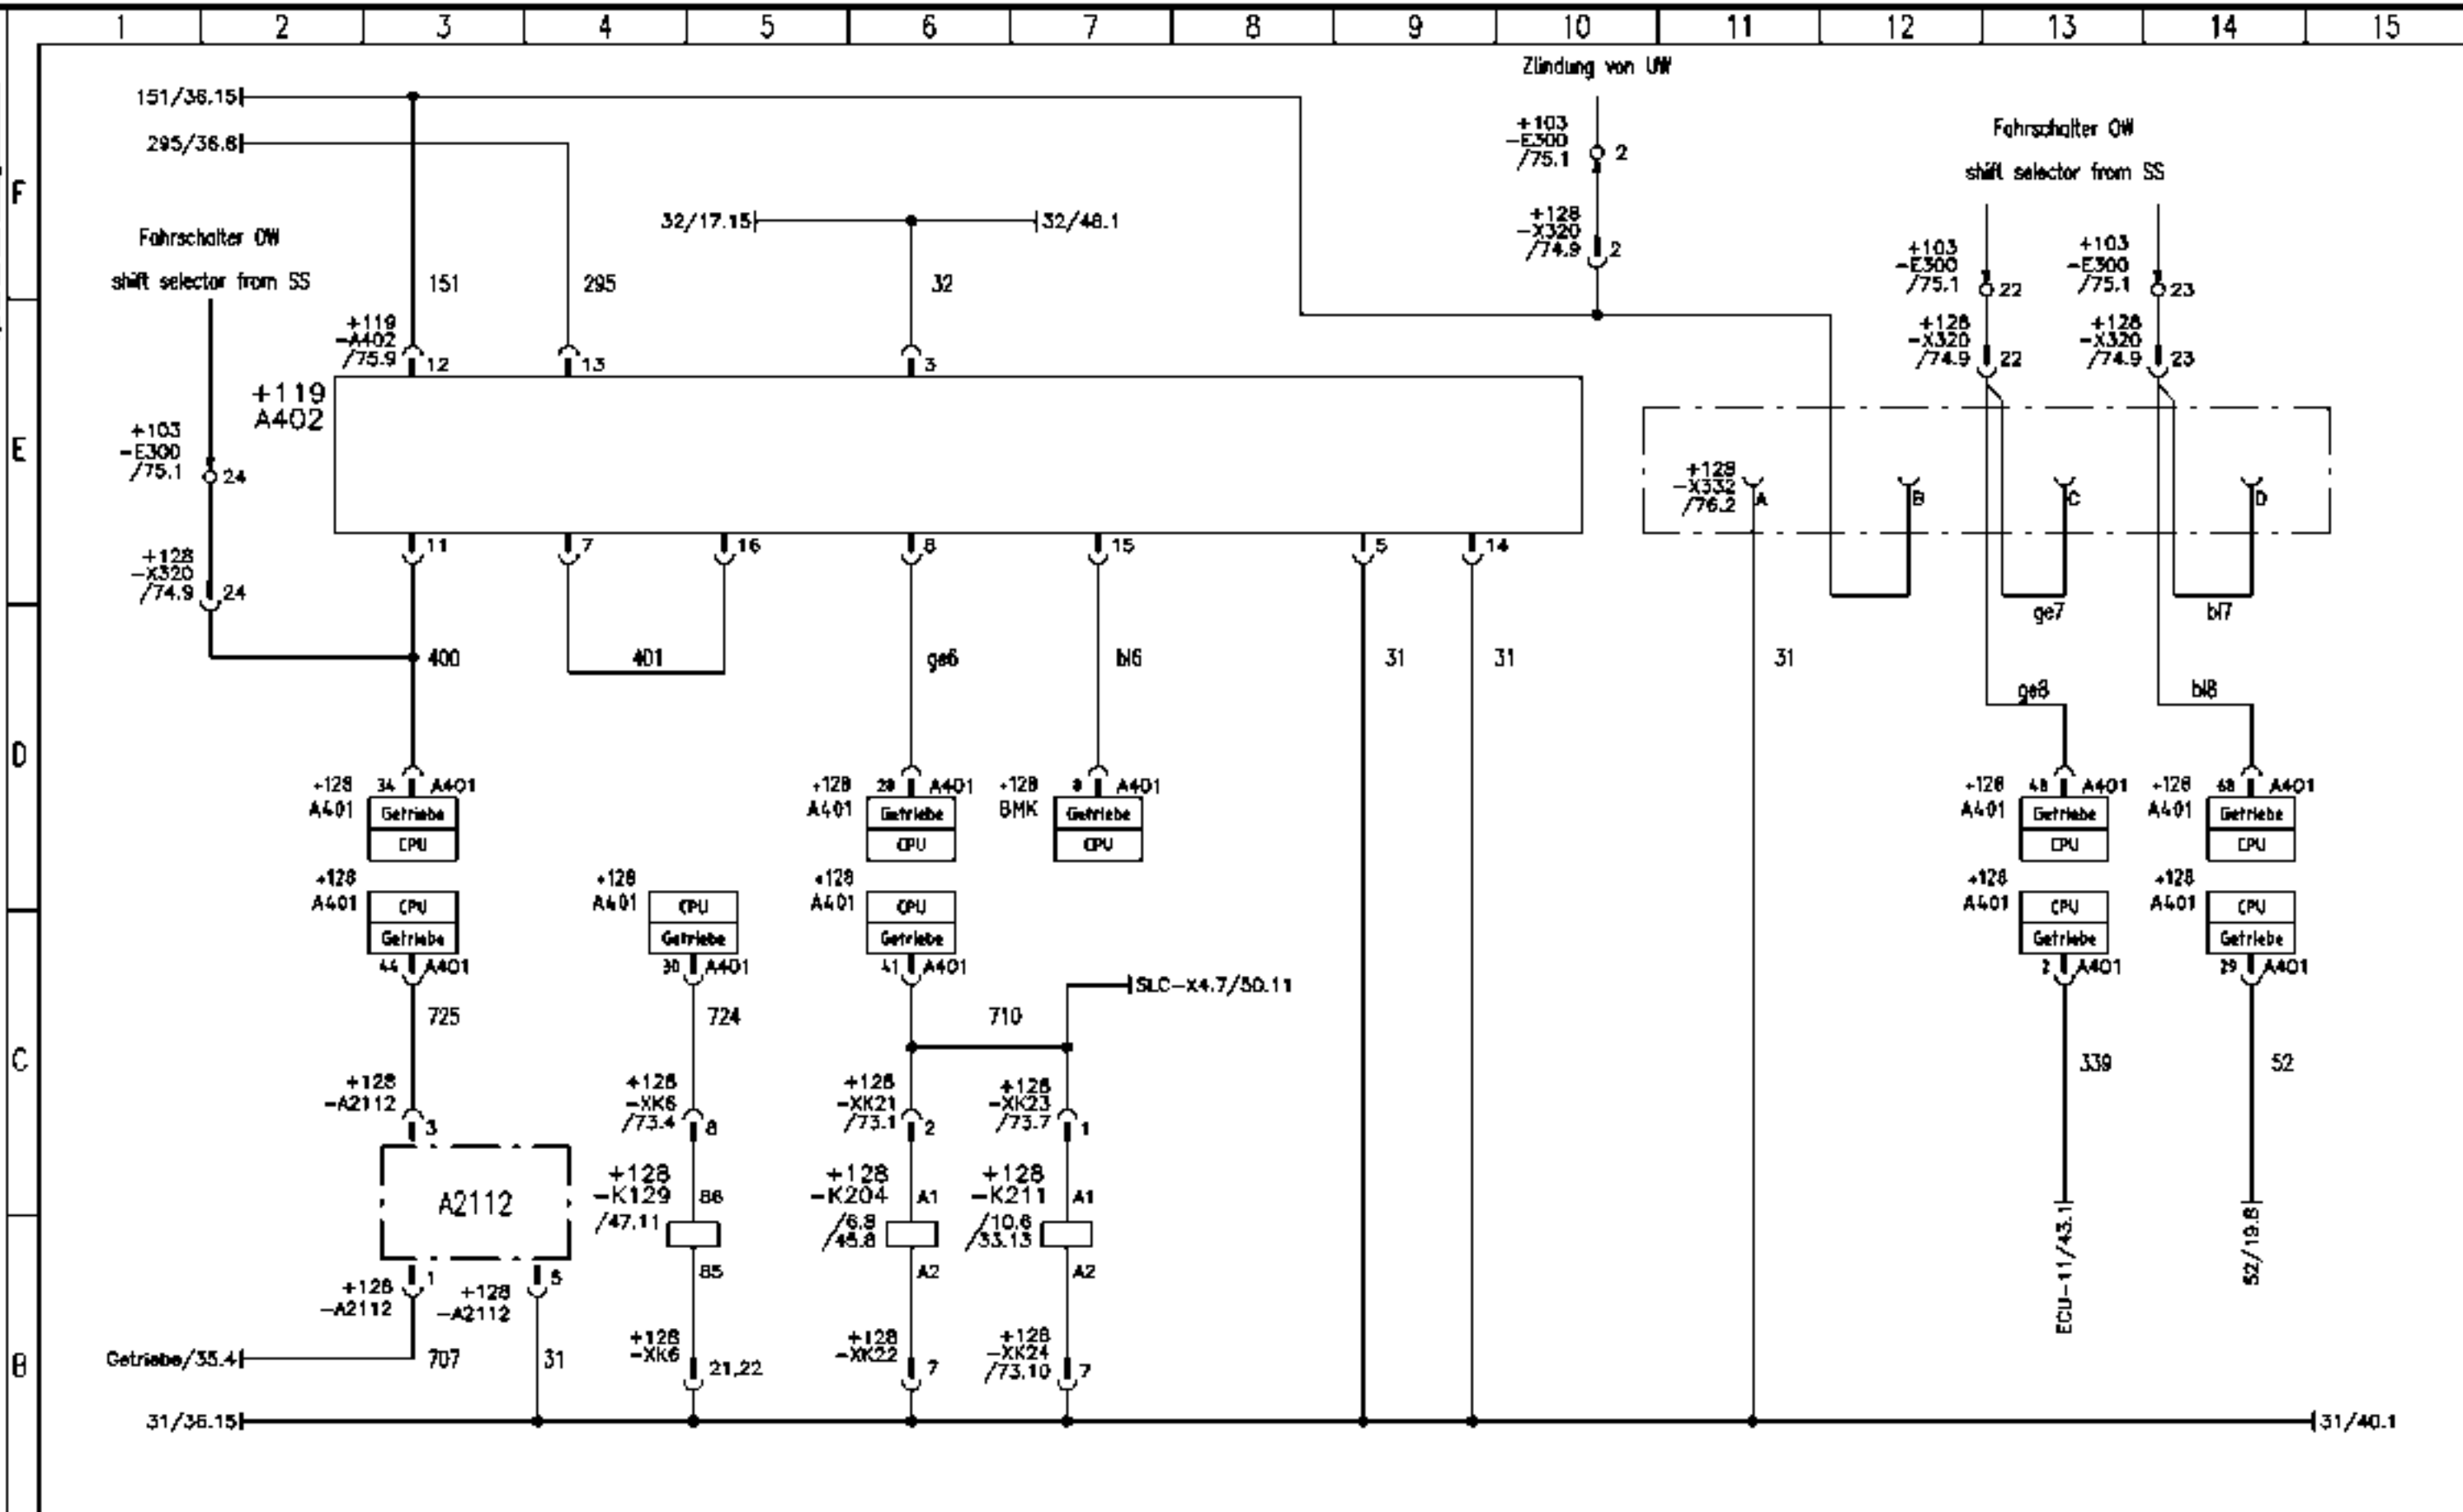 1 2 3 4 5 6 7 8 9 10 11 12 13 14 15
Zündung von UW
151/36.15
295/36.6
+103
-E300
/75.1
2
Fahrschalter OW
shift selector from SS
F
32/17.15
32/48.1
+128
-X320
/74.9
2
Fahrschalter OW
shift selector from SS
151
295
32
+103
-E300
/75.1
22
+103
-E300
/75.1
23
+119
-A402
/75.9
12
13
3
+128
-X320
/74.9
22
+128
-X320
/74.9
23
+119
A402
E
+103
-E300
/75.1
24
+128
-X332
/76.2
A
B
C
D
11
7
16
8
15
5
14
+128
-X320
/74.9
24
ge7
bl7
400
401
ge6
bl6
31
31
31
ge8
bl8
D
+128
A401
34
A401
Getriebe
CPU
+128
A401
28
A401
Getriebe
CPU
+128
BMK
8
A401
Getriebe
CPU
+128
A401
48
A401
Getriebe
CPU
+128
A401
68
A401
Getriebe
CPU
+128
A401
CPU
Getriebe
44
A401
+128
A401
CPU
Getriebe
30
A401
+128
A401
CPU
Getriebe
41
A401
+128
A401
CPU
Getriebe
2
A401
+128
A401
CPU
Getriebe
29
A401
SLC-X4.7/50.11
725
724
710
C
339
52
+128
-A2112
3
+128
-XK6
/73.4
8
+128
-XK21
/73.1
2
+128
-XK23
/73.7
1
A2112
+128
-K129
/47.11
86
85
+128
-K204
/6.8
/45.8
A1
A2
+128
-K211
/10.6
/33.13
A1
A2
ECU-11/43.1
52/19.6
+128
-A2112
1
+128
-A2112
5
+128
-XK6
21,22
+128
-XK22
7
+128
-XK24
/73.10
7
B
Getriebe/35.4
707
31
31/36.15
31/40.1